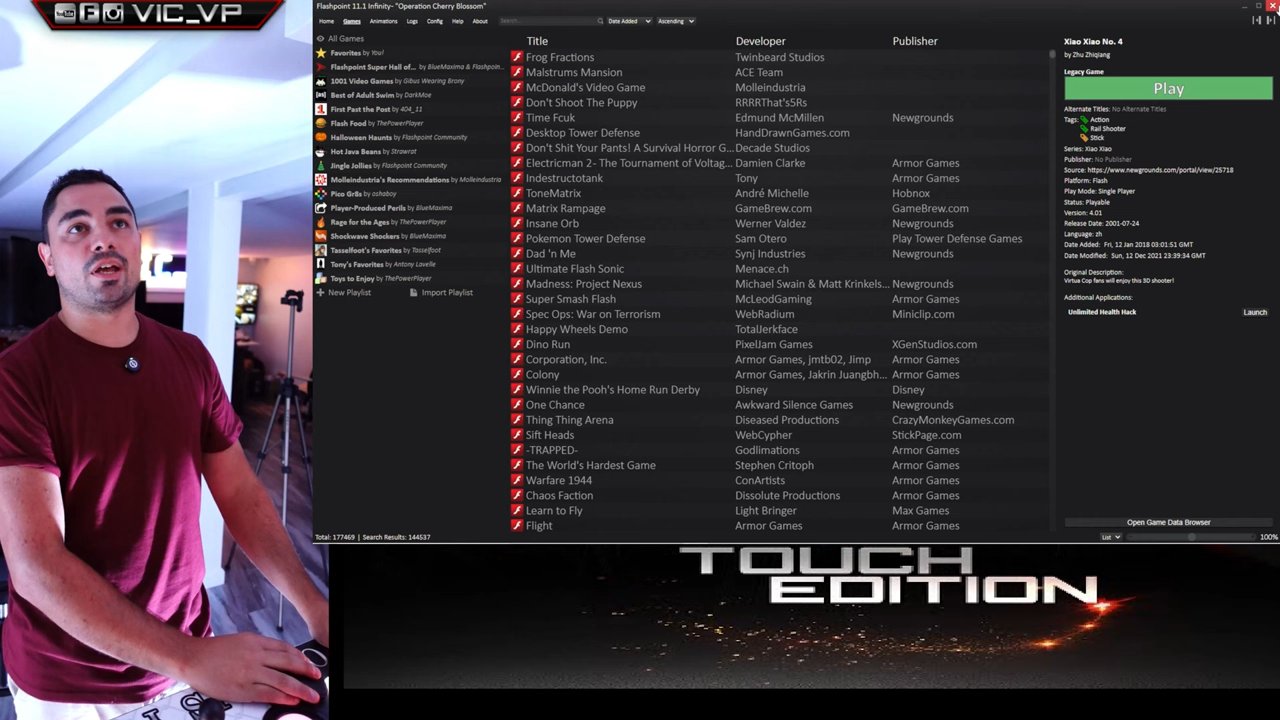 VIC_VP
Flashpoint 11.1 Infinity- "Operation Cherry Blossom"
Home Games Animations Logs Config Help About Search... Date Added Ascending
All Games
Favorites by You!
Flashpoint Super Hall of... by BlueMaxima & Flashpoin...
1001 Video Games by Gibus Wearing Brony
Best of Adult Swim by DarkMoe
First Past the Post by 404_11
Flash Food by ThePowerPlayer
Halloween Haunts by Flashpoint Community
Hot Java Beans by Strawrat
Jingle Jollies by Flashpoint Community
Molleindustria's Recommendations by Molleindustria
Pico Gr8s by cshaboy
Player-Produced Perils by BlueMaxima
Rage for the Ages by ThePowerPlayer
Shockwave Shockers by BlueMaxima
Tasselfoot's Favorites by Tasselfoot
Tony's Favorites by Antony Lavelle
Toys to Enjoy by ThePowerPlayer
New Playlist Import Playlist
Title Developer Publisher
Frog Fractions Twinbeard Studios
Malstrums Mansion ACE Team
McDonald's Video Game Molleindustria
Don't Shoot The Puppy RRRRThat's5Rs
Time Fcuk Edmund McMillen Newgrounds
Desktop Tower Defense HandDrawnGames.com
Don't Shit Your Pants! A Survival Horror G... Decade Studios
Electricman 2- The Tournament of Voltag... Damien Clarke Armor Games
Indestructotank Tony Armor Games
ToneMatrix André Michelle Hobnox
Matrix Rampage GameBrew.com GameBrew.com
Insane Orb Werner Valdez Newgrounds
Pokemon Tower Defense Sam Otero Play Tower Defense Games
Dad 'n Me Synj Industries Newgrounds
Ultimate Flash Sonic Menace.ch
Madness: Project Nexus Michael Swain & Matt Krinkels... Newgrounds
Super Smash Flash McLeodGaming Armor Games
Spec Ops: War on Terrorism WebRadium Miniclip.com
Happy Wheels Demo TotalJerkface
Dino Run PixelJam Games XGenStudios.com
Corporation, Inc. Armor Games, jmtb02, Jimp Armor Games
Colony Armor Games, Jakrin Juangbh... Armor Games
Winnie the Pooh's Home Run Derby Disney Disney
One Chance Awkward Silence Games Newgrounds
Thing Thing Arena Diseased Productions CrazyMonkeyGames.com
Sift Heads WebCypher StickPage.com
-TRAPPED- Godlimations Armor Games
The World's Hardest Game Stephen Critoph Armor Games
Warfare 1944 ConArtists Armor Games
Chaos Faction Dissolute Productions Armor Games
Learn to Fly Light Bringer Max Games
Flight Armor Games Armor Games
Xiao Xiao No. 4
by Zhu Zhiqiang
Legacy Game
Play
Alternate Titles: No Alternate Titles
Tags: Action
Rail Shooter
Stick
Series: Xiao Xiao
Publisher: No Publisher
Source: https://www.newgrounds.com/portal/view/25718
Platform: Flash
Play Mode: Single Player
Status: Playable
Version: 4.01
Release Date: 2001-07-24
Language: zh
Date Added: Fri, 12 Jan 2018 03:01:51 GMT
Date Modified: Sun, 12 Dec 2021 23:39:34 GMT
Original Description:
Virtua Cop fans will enjoy this 3D shooter!
Additional Applications:
Unlimited Health Hack Launch
Open Game Data Browser
Total: 177469 | Search Results: 144537 List 100%
TOUCH
EDITION